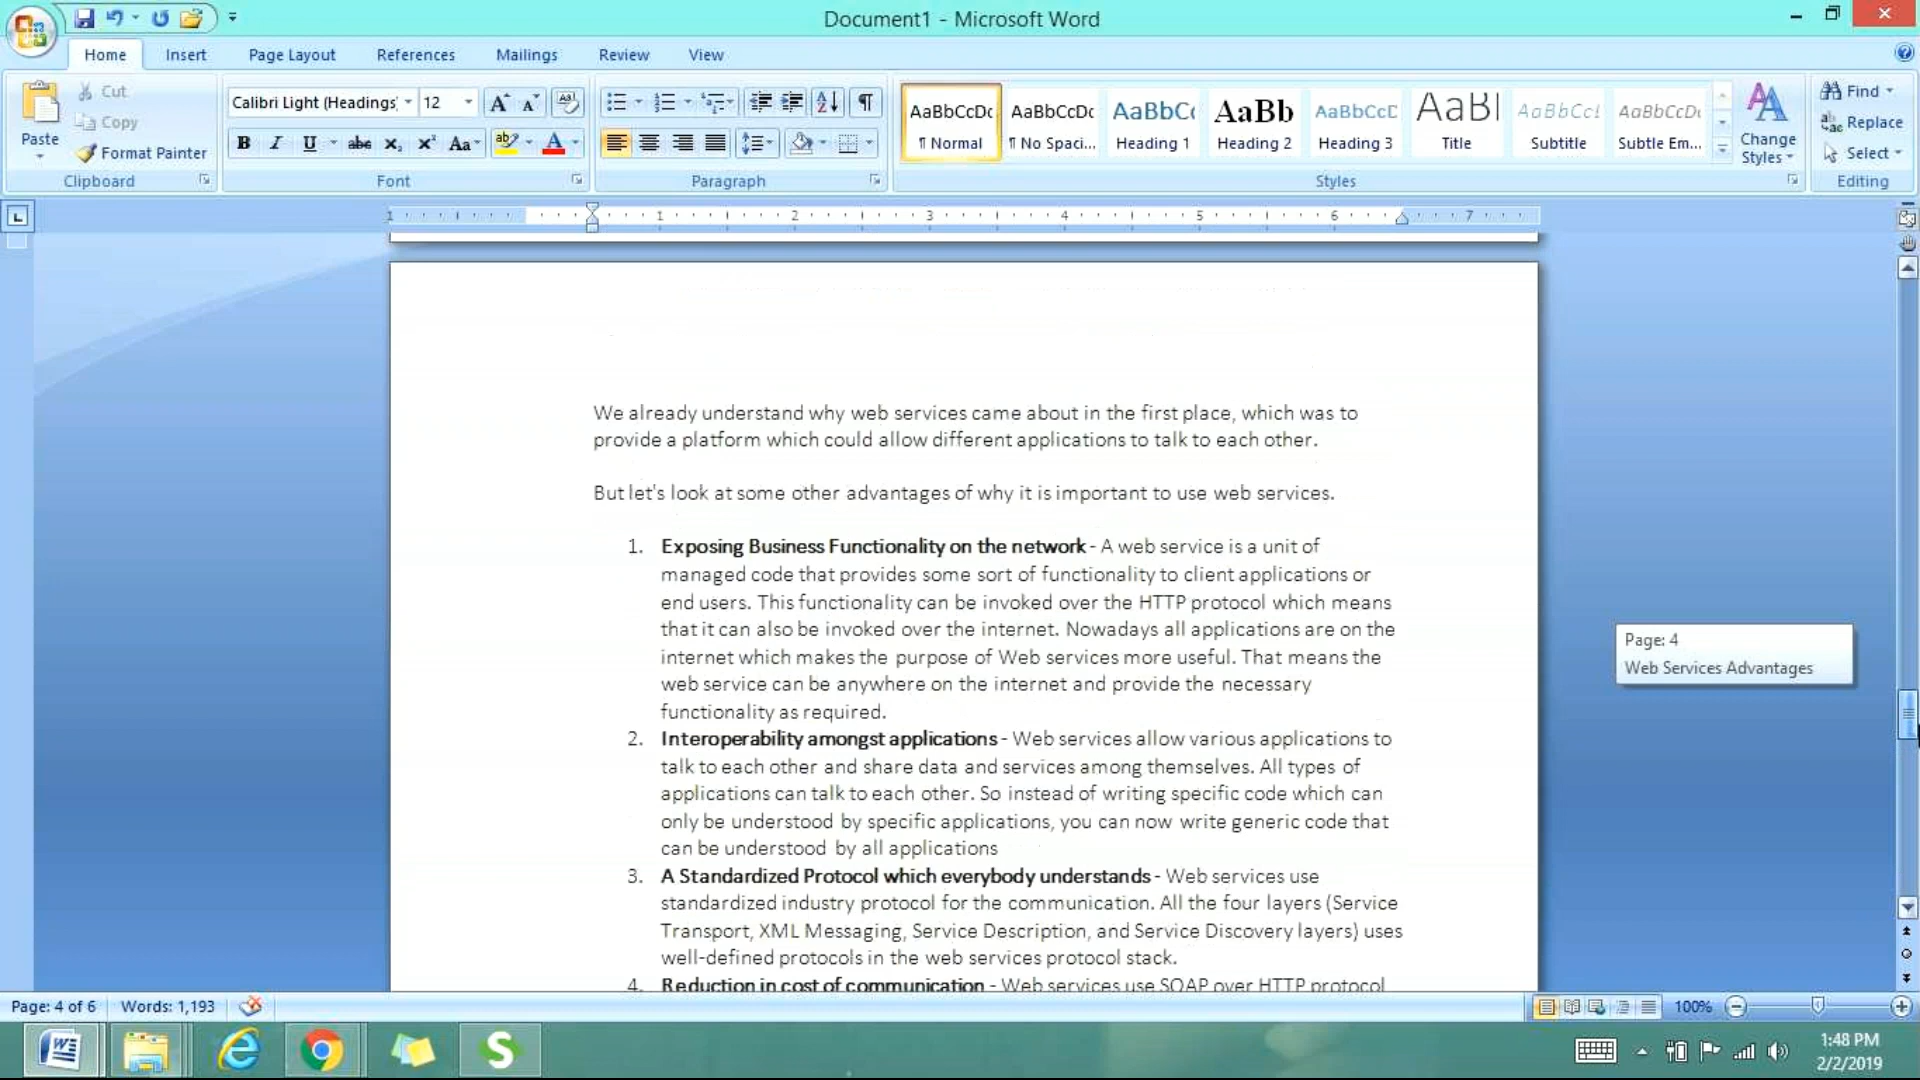 Document1 - Microsoft Word
Home Insert Page Layout References Mailings Review View
Paste
Cut
Copy
Format Painter
Clipboard
Calibri Light (Headings) 12
Font
Paragraph
AaBbCcDc AaBbCcDc AaBbC AaBb AaBbCcD AaB AaBbCc AaBbCcDc
¶ Normal ¶ No Spaci... Heading 1 Heading 2 Heading 3 Title Subtitle Subtle Em...
Change
Styles
Styles
Find
Replace
Select
Editing
1 1 2 3 4 5 6 7
We already understand why web services came about in the first place, which was to
provide a platform which could allow different applications to talk to each other.
But let's look at some other advantages of why it is important to use web services.
1. Exposing Business Functionality on the network - A web service is a unit of
managed code that provides some sort of functionality to client applications or
end users. This functionality can be invoked over the HTTP protocol which means
that it can also be invoked over the internet. Nowadays all applications are on the
internet which makes the purpose of Web services more useful. That means the
web service can be anywhere on the internet and provide the necessary
functionality as required.
2. Interoperability amongst applications - Web services allow various applications to
talk to each other and share data and services among themselves. All types of
applications can talk to each other. So instead of writing specific code which can
only be understood by specific applications, you can now write generic code that
can be understood by all applications
3. A Standardized Protocol which everybody understands - Web services use
standardized industry protocol for the communication. All the four layers (Service
Transport, XML Messaging, Service Description, and Service Discovery layers) uses
well-defined protocols in the web services protocol stack.
4. Reduction in cost of communication - Web services use SOAP over HTTP protocol
Page: 4
Web Services Advantages
Page: 4 of 6 Words: 1,193
100%
1:48 PM
2/2/2019